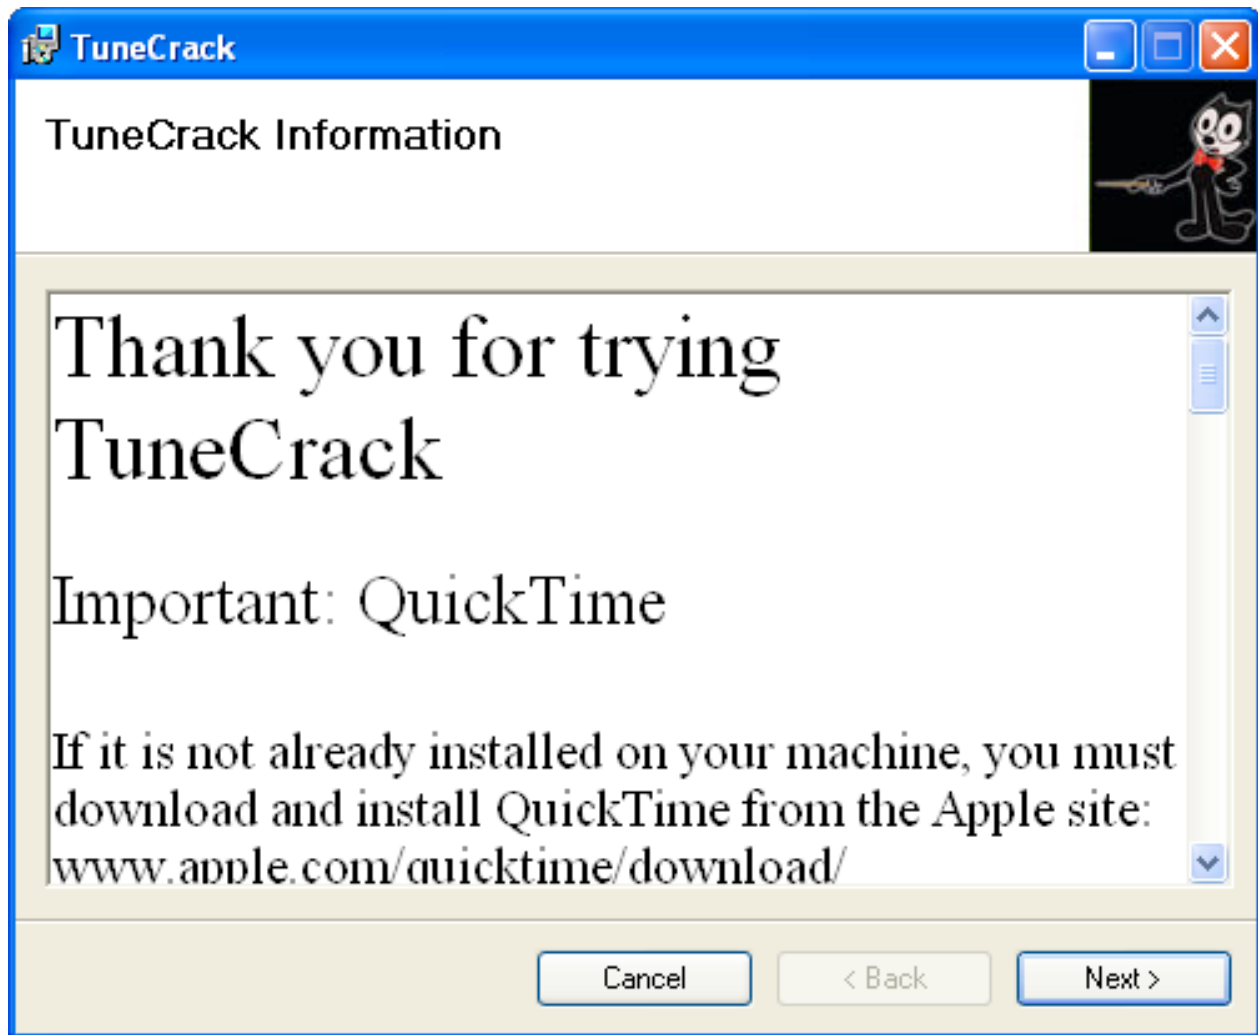 TuneCrack
TuneCrack Information
Thank you for trying
TuneCrack
Important: QuickTime
If it is not already installed on your machine, you must
download and install QuickTime from the Apple site:
www.apple.com/quicktime/download/
Cancel
< Back
Next >